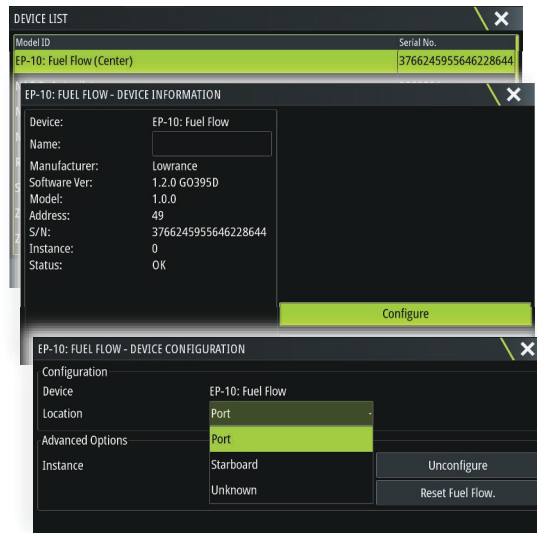 DEVICE LIST
Model ID Serial No.
EP-10: Fuel Flow (Center) 3766245955646228644
EP-10: FUEL FLOW - DEVICE INFORMATION
Device: EP-10: Fuel Flow
Name:
Manufacturer: Lowrance
Software Ver: 1.2.0 GO395D
Model: 1.0.0
Address: 49
S/N: 3766245955646228644
Instance: 0
Status: OK
Configure
EP-10: FUEL FLOW - DEVICE CONFIGURATION
Configuration
Device EP-10: Fuel Flow
Location Port
Advanced Options Port
Instance Starboard Unconfigure
Unknown Reset Fuel Flow.